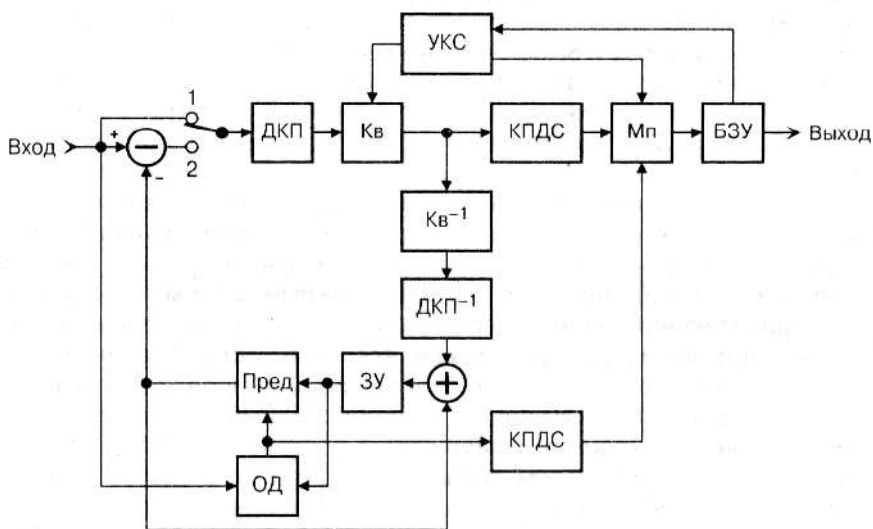 УКС
1
Вход
+
−
2
−
ДКП
Кв
КПДС
Мп
БЗУ
Выход
Кв⁻¹
ДКП⁻¹
Пред
ЗУ
+
КПДС
ОД